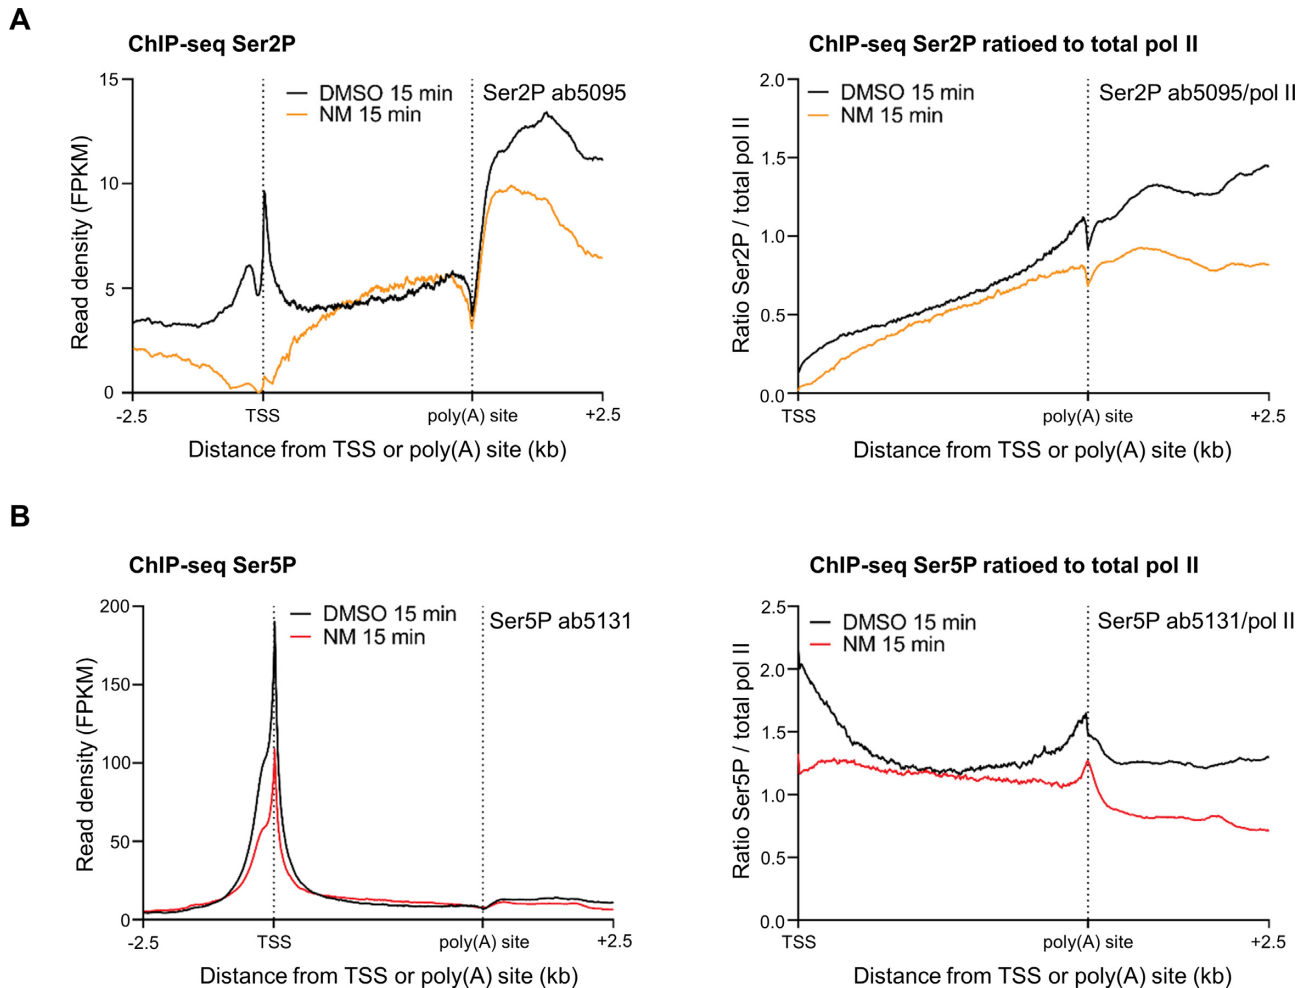 A
ChIP-seq Ser2P
15
10
5
0
Read density (FPKM)
DMSO 15 min
NM 15 min
Ser2P ab5095
-2.5
TSS
poly(A) site
+2.5
Distance from TSS or poly(A) site (kb)
ChIP-seq Ser2P ratioed to total pol II
2.0
1.5
1.0
0.5
0.0
Ratio Ser2P / total pol II
DMSO 15 min
NM 15 min
Ser2P ab5095/pol II
TSS
poly(A) site
+2.5
Distance from TSS or poly(A) site (kb)
B
ChIP-seq Ser5P
200
150
100
50
0
Read density (FPKM)
DMSO 15 min
NM 15 min
Ser5P ab5131
-2.5
TSS
poly(A) site
+2.5
Distance from TSS or poly(A) site (kb)
ChIP-seq Ser5P ratioed to total pol II
2.5
2.0
1.5
1.0
0.5
0.0
Ratio Ser5P / total pol II
DMSO 15 min
NM 15 min
Ser5P ab5131/pol II
TSS
poly(A) site
+2.5
Distance from TSS or poly(A) site (kb)